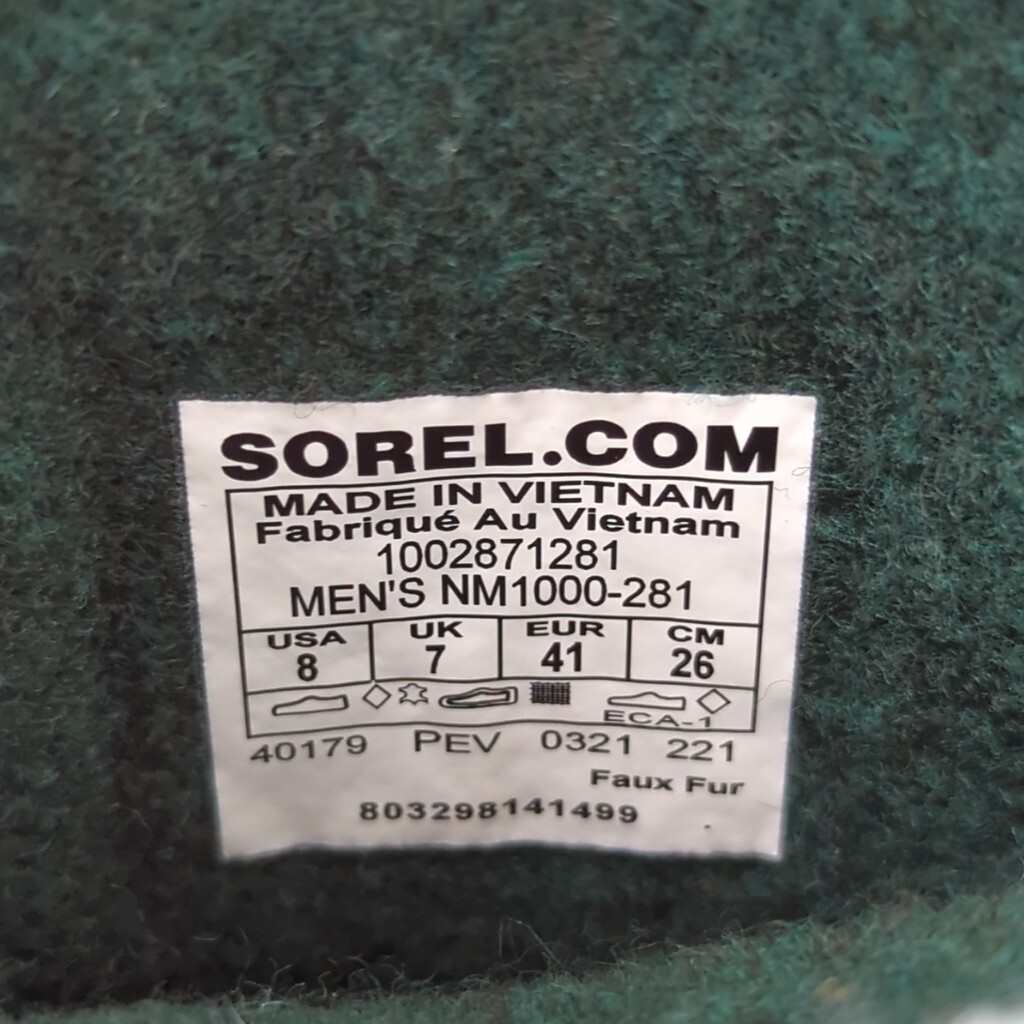 SOREL.COM
MADE IN VIETNAM
Fabriqué Au Vietnam
1002871281
MEN'S NM1000-281
USA UK EUR CM
8 7 41 26
ECA-1
40179 PEV 0321 221
Faux Fur
803298141499